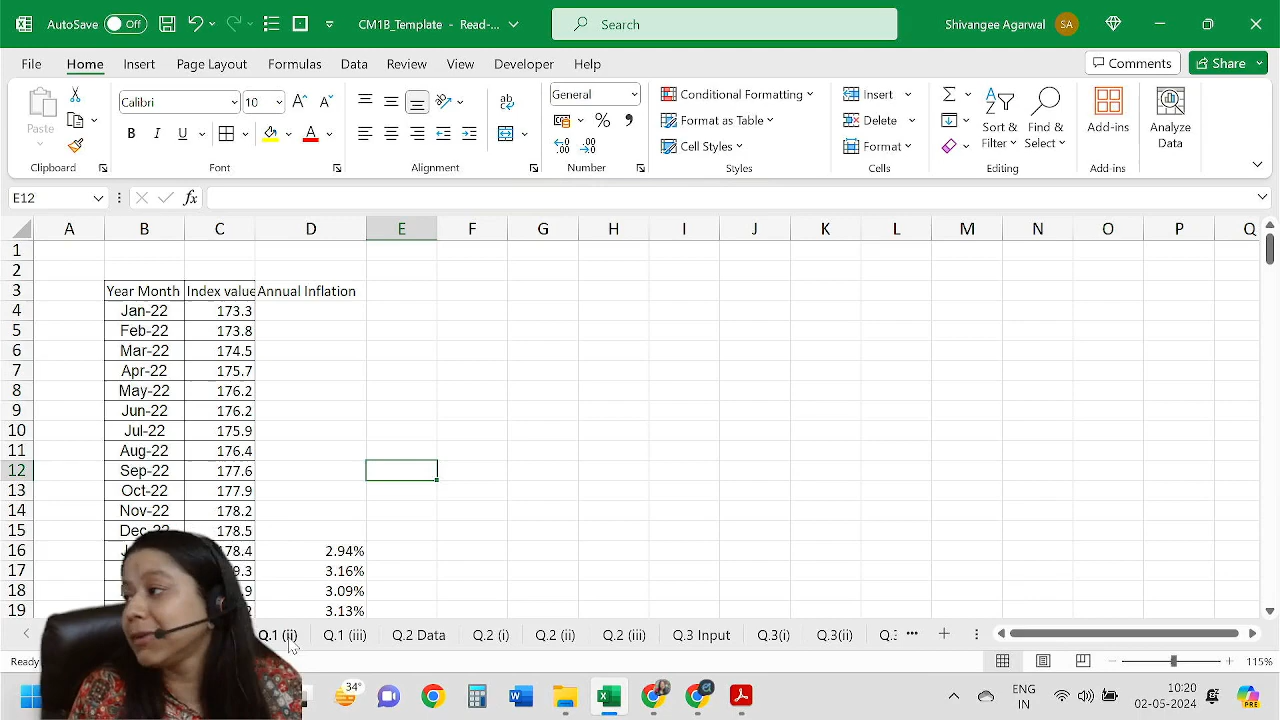 AutoSave Off CM1B_Template - Read-... Search Shivangee Agarwal SA
File Home Insert Page Layout Formulas Data Review View Developer Help Comments Share
Paste Calibri 10 General Conditional Formatting Insert Sort & Filter Find & Select Add-ins Analyze Data
B I U A % Format as Table Delete
Cell Styles Format
Clipboard Font Alignment Number Styles Cells Editing Add-ins
E12 fx
A B C D E F G H I J K L M N O P Q
1
2
3 Year Month Index value Annual Inflation
4 Jan-22 173.3
5 Feb-22 173.8
6 Mar-22 174.5
7 Apr-22 175.7
8 May-22 176.2
9 Jun-22 176.2
10 Jul-22 175.9
11 Aug-22 176.4
12 Sep-22 177.6
13 Oct-22 177.9
14 Nov-22 178.2
15 Dec-22 178.5
16 2.94%
17 3.16%
18 3.09%
19 3.13%
Q.1 (ii) Q.1 (iii) Q.2 Data Q.2 (i) Q.2 (ii) Q.2 (iii) Q.3 Input Q.3(i) Q.3(ii)
115%
34° ENG IN 10:20 02-05-2024 PRE